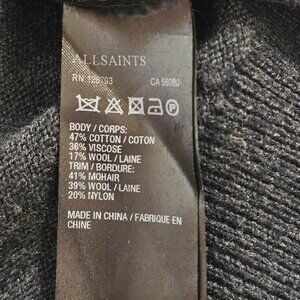 ALLSAINTS
RN 129793 CA 56080
BODY / CORPS:
47% COTTON / COTON
36% VISCOSE
17% WOOL / LAINE
TRIM / BORDURE:
41% MOHAIR
39% WOOL / LAINE
20% NYLON
MADE IN CHINA / FABRIQUE EN
CHINE